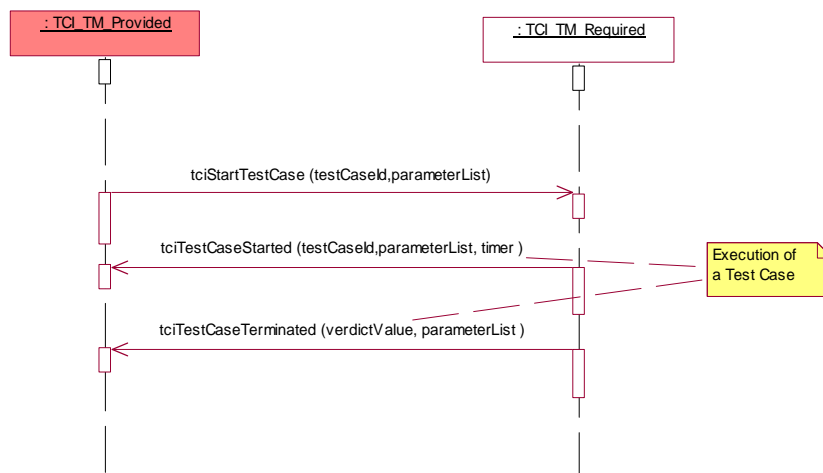 : TCI_TM_Provided
: TCI_TM_Required
tciStartTestCase (testCaseId,parameterList)
tciTestCaseStarted (testCaseId,parameterList, timer )
Execution of
a Test Case
tciTestCaseTerminated (verdictValue, parameterList )